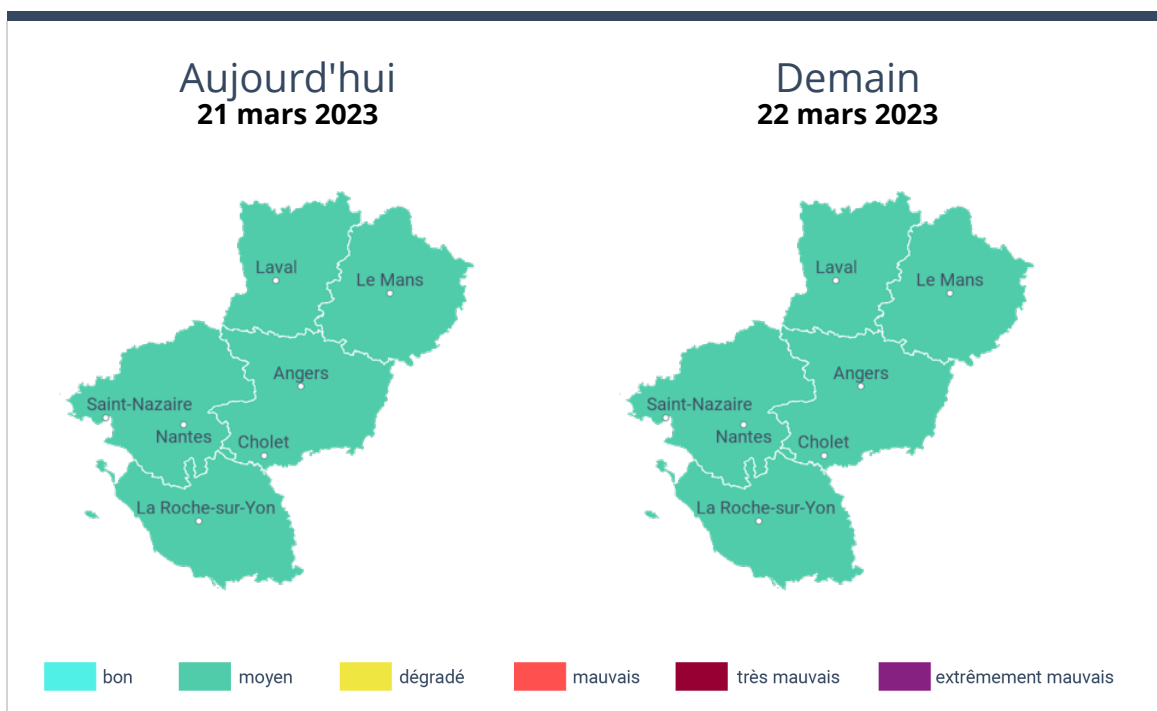 Aujourd'hui
21 mars 2023
Laval
Le Mans
Angers
Saint-Nazaire
Nantes
Cholet
La Roche-sur-Yon
Demain
22 mars 2023
Laval
Le Mans
Angers
Saint-Nazaire
Nantes
Cholet
La Roche-sur-Yon
bon moyen dégradé mauvais très mauvais extrêmement mauvais